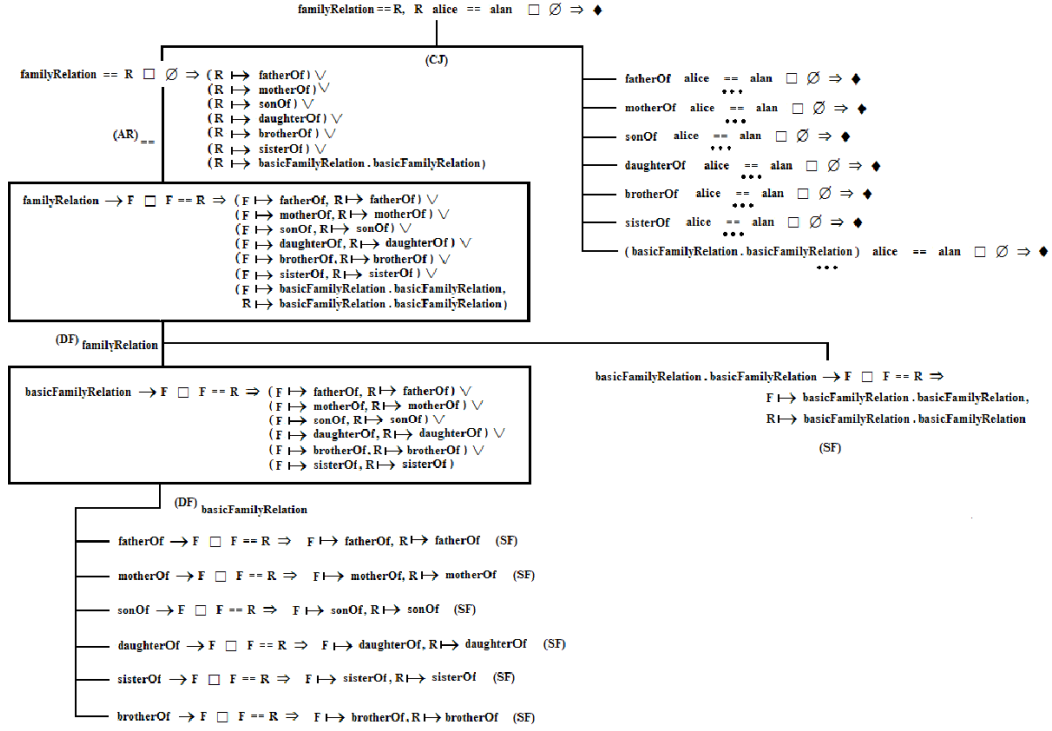 familyRelation == R, R alice == alan □ ∅ ⇒ ◆
(CJ)
familyRelation == R □ ∅ ⇒ (R ↦ fatherOf) ∨
(R ↦ motherOf) ∨
(R ↦ sonOf) ∨
(R ↦ daughterOf) ∨
(R ↦ brotherOf) ∨
(R ↦ sisterOf) ∨
(R ↦ basicFamilyRelation.basicFamilyRelation)
(AR) ==
fatherOf alice == alan □ ∅ ⇒ ◆
•••
motherOf alice == alan □ ∅ ⇒ ◆
•••
sonOf alice == alan □ ∅ ⇒ ◆
•••
daughterOf alice == alan □ ∅ ⇒ ◆
•••
brotherOf alice == alan □ ∅ ⇒ ◆
•••
sisterOf alice == alan □ ∅ ⇒ ◆
•••
(basicFamilyRelation.basicFamilyRelation) alice == alan □ ∅ ⇒ ◆
•••
familyRelation → F □ F == R ⇒ (F ↦ fatherOf, R ↦ fatherOf) ∨
(F ↦ motherOf, R ↦ motherOf) ∨
(F ↦ sonOf, R ↦ sonOf) ∨
(F ↦ daughterOf, R ↦ daughterOf) ∨
(F ↦ brotherOf, R ↦ brotherOf) ∨
(F ↦ sisterOf, R ↦ sisterOf) ∨
(F ↦ basicFamilyRelation.basicFamilyRelation,
R ↦ basicFamilyRelation.basicFamilyRelation)
(DF) familyRelation
basicFamilyRelation → F □ F == R ⇒ (F ↦ fatherOf, R ↦ fatherOf) ∨
(F ↦ motherOf, R ↦ motherOf) ∨
(F ↦ sonOf, R ↦ sonOf) ∨
(F ↦ daughterOf, R ↦ daughterOf) ∨
(F ↦ brotherOf, R ↦ brotherOf) ∨
(F ↦ sisterOf, R ↦ sisterOf)
basicFamilyRelation.basicFamilyRelation → F □ F == R ⇒
F ↦ basicFamilyRelation.basicFamilyRelation,
R ↦ basicFamilyRelation.basicFamilyRelation
(SF)
(DF) basicFamilyRelation
fatherOf → F □ F == R ⇒ F ↦ fatherOf, R ↦ fatherOf (SF)
motherOf → F □ F == R ⇒ F ↦ motherOf, R ↦ motherOf (SF)
sonOf → F □ F == R ⇒ F ↦ sonOf, R ↦ sonOf (SF)
daughterOf → F □ F == R ⇒ F ↦ daughterOf, R ↦ daughterOf (SF)
sisterOf → F □ F == R ⇒ F ↦ sisterOf, R ↦ sisterOf (SF)
brotherOf → F □ F == R ⇒ F ↦ brotherOf, R ↦ brotherOf (SF)